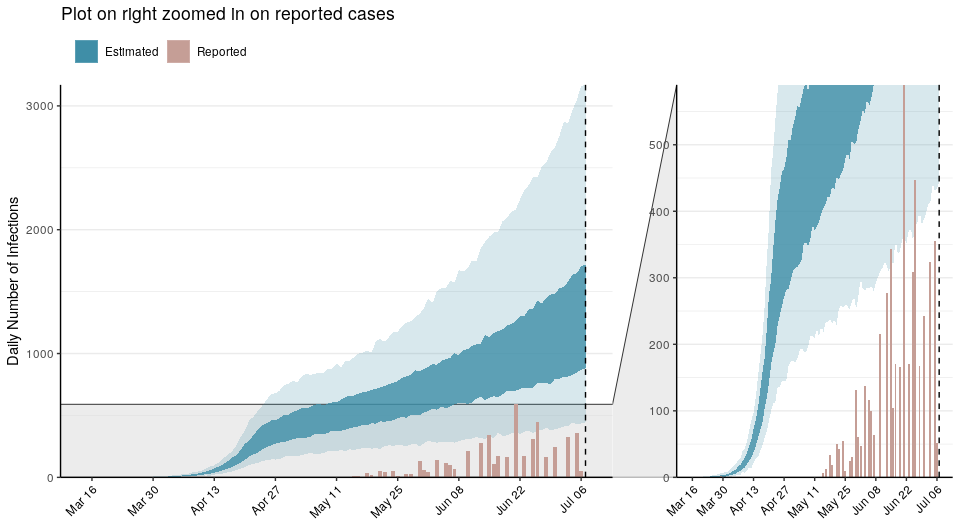 Plot on right zoomed in on reported cases
Estimated
Reported
Daily Number of Infections
3000
2000
1000
0
Mar 16
Mar 30
Apr 13
Apr 27
May 11
May 25
Jun 08
Jun 22
Jul 06
500
400
300
200
100
0
Mar 16
Mar 30
Apr 13
Apr 27
May 11
May 25
Jun 08
Jun 22
Jul 06